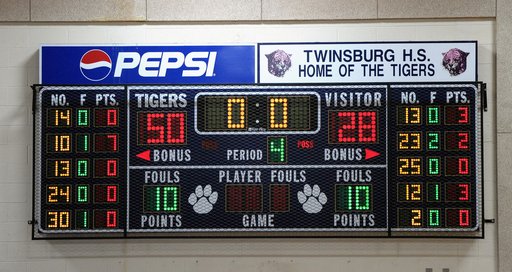 PEPSI
TWINSBURG H.S.
HOME OF THE TIGERS
NO. F PTS.
14 0 0
10 1 7
13 0 0
24 0 0
30 1 0
TIGERS 0:0 VISITOR
50 28
POSS POSS
BONUS PERIOD 4 BONUS
FOULS PLAYER FOULS FOULS
10 10
POINTS GAME POINTS
NO. F PTS.
13 0 3
23 2 2
25 0 0
12 1 3
2 0 0